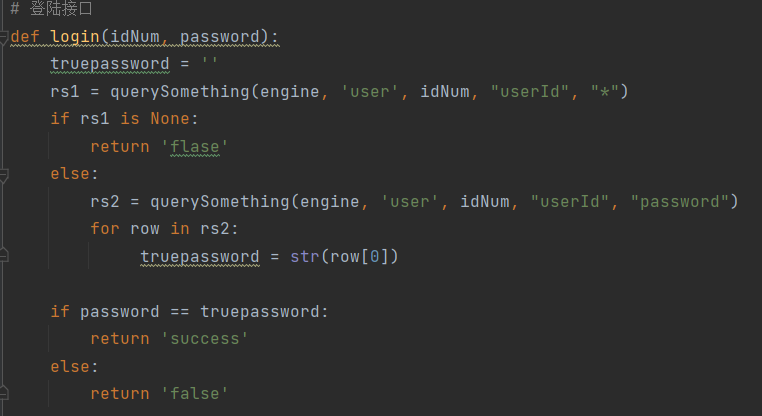 # 登陆接口
def login(idNum, password):
    truepassword = ''
    rs1 = querySomething(engine, 'user', idNum, "userId", "*")
    if rs1 is None:
        return 'flase'
    else:
        rs2 = querySomething(engine, 'user', idNum, "userId", "password")
        for row in rs2:
            truepassword = str(row[0])
    if password == truepassword:
        return 'success'
    else:
        return 'false'